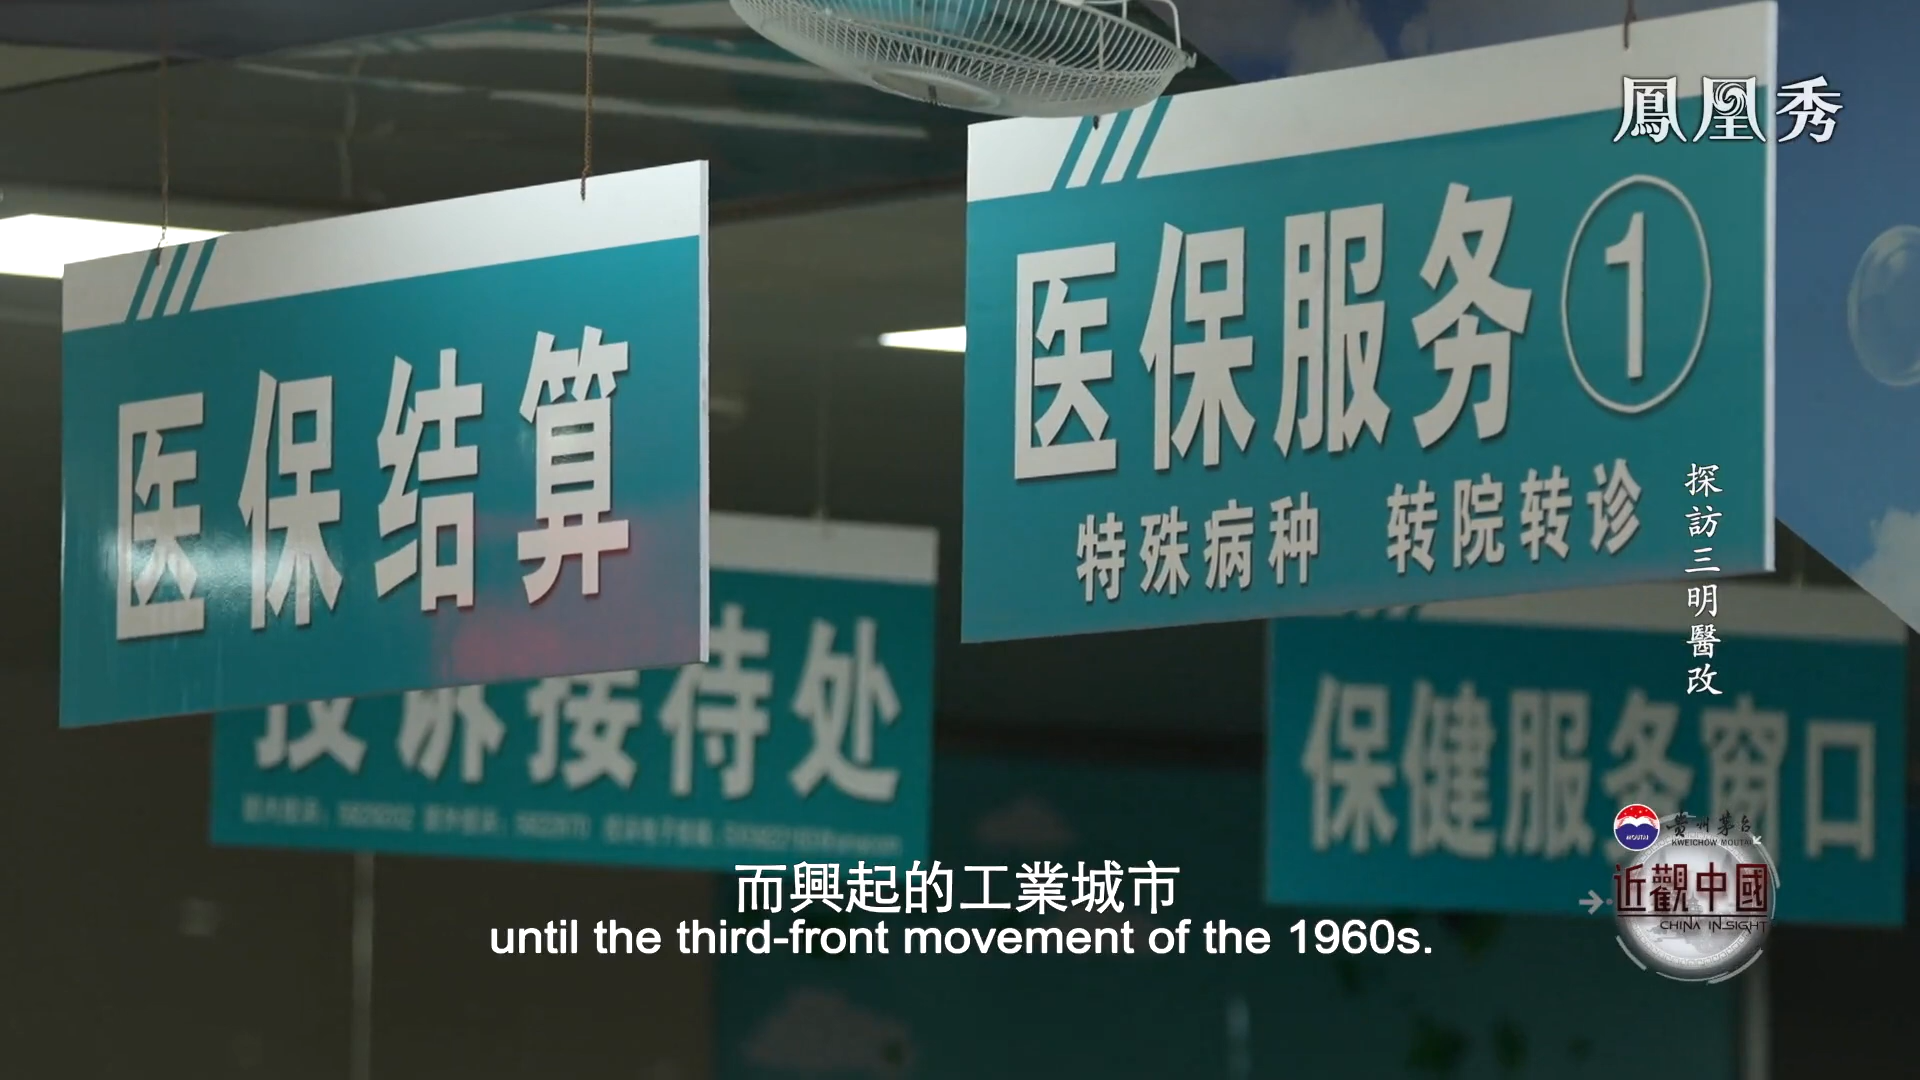 鳳凰秀
医保结算
医保服务①
特殊病种 转院转诊
探訪三明醫改
投诉接待处
保健服务窗口
貴州茅台
MOUTAI
KWEICHOW MOUTAI
近觀中國
CHINA INSIGHT
而興起的工業城市
until the third-front movement of the 1960s.